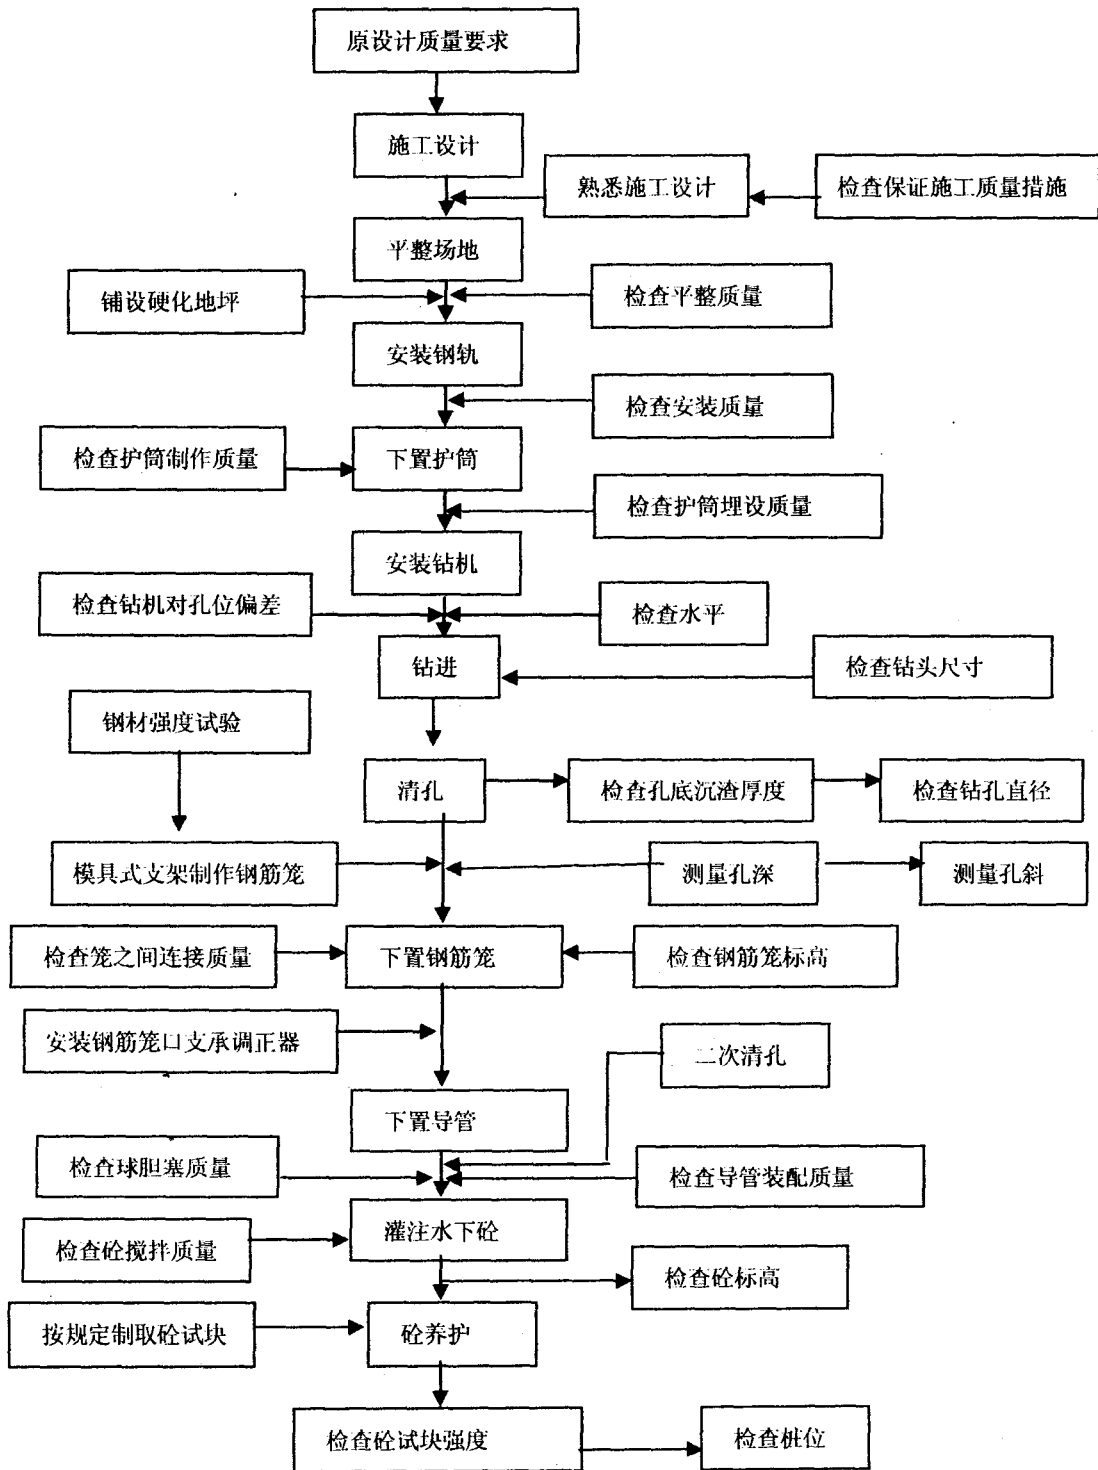 原设计质量要求
施工设计
熟悉施工设计
检查保证施工质量措施
平整场地
铺设硬化地坪
检查平整质量
安装钢轨
检查安装质量
检查护筒制作质量
下置护筒
检查护筒埋设质量
安装钻机
检查钻机对孔位偏差
检查水平
钻进
检查钻头尺寸
钢材强度试验
清孔
检查孔底沉渣厚度
检查钻孔直径
模具式支架制作钢筋笼
测量孔深
测量孔斜
检查笼之间连接质量
下置钢筋笼
检查钢筋笼标高
安装钢筋笼口支承调正器
二次清孔
下置导管
检查球胆塞质量
检查导管装配质量
灌注水下砼
检查砼搅拌质量
检查砼标高
按规定制取砼试块
砼养护
检查砼试块强度
检查桩位